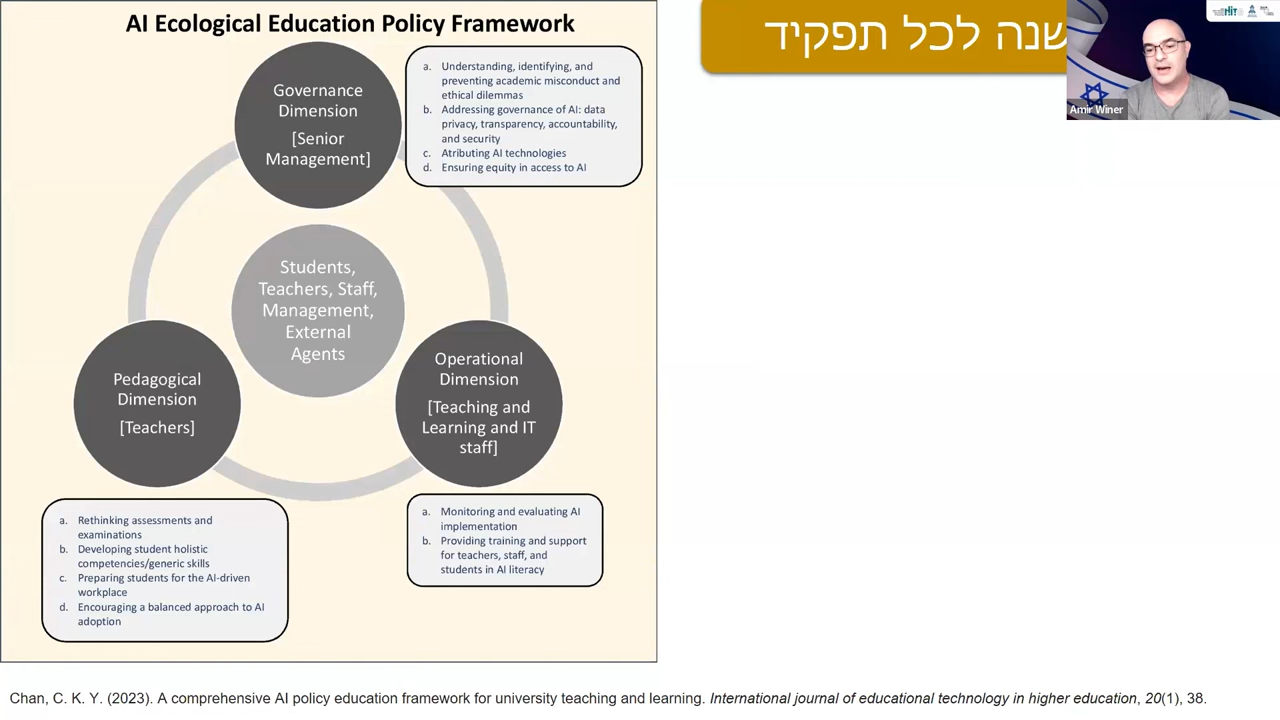 AI Ecological Education Policy Framework
Governance
Dimension
[Senior
Management]
a. Understanding, identifying, and
preventing academic misconduct and
ethical dilemmas
b. Addressing governance of AI: data
privacy, transparency, accountability,
and security
c. Atributing AI technologies
d. Ensuring equity in access to AI
Students,
Teachers, Staff,
Management,
External
Agents
Pedagogical
Dimension
[Teachers]
Operational
Dimension
[Teaching and
Learning and IT
staff]
a. Rethinking assessments and
examinations
b. Developing student holistic
competencies/generic skills
c. Preparing students for the AI-driven
workplace
d. Encouraging a balanced approach to AI
adoption
a. Monitoring and evaluating AI
implementation
b. Providing training and support
for teachers, staff, and
students in AI literacy
שנה לכל תפקיד
HiT
Amir Winer
Chan, C. K. Y. (2023). A comprehensive AI policy education framework for university teaching and learning. International journal of educational technology in higher education, 20(1), 38.